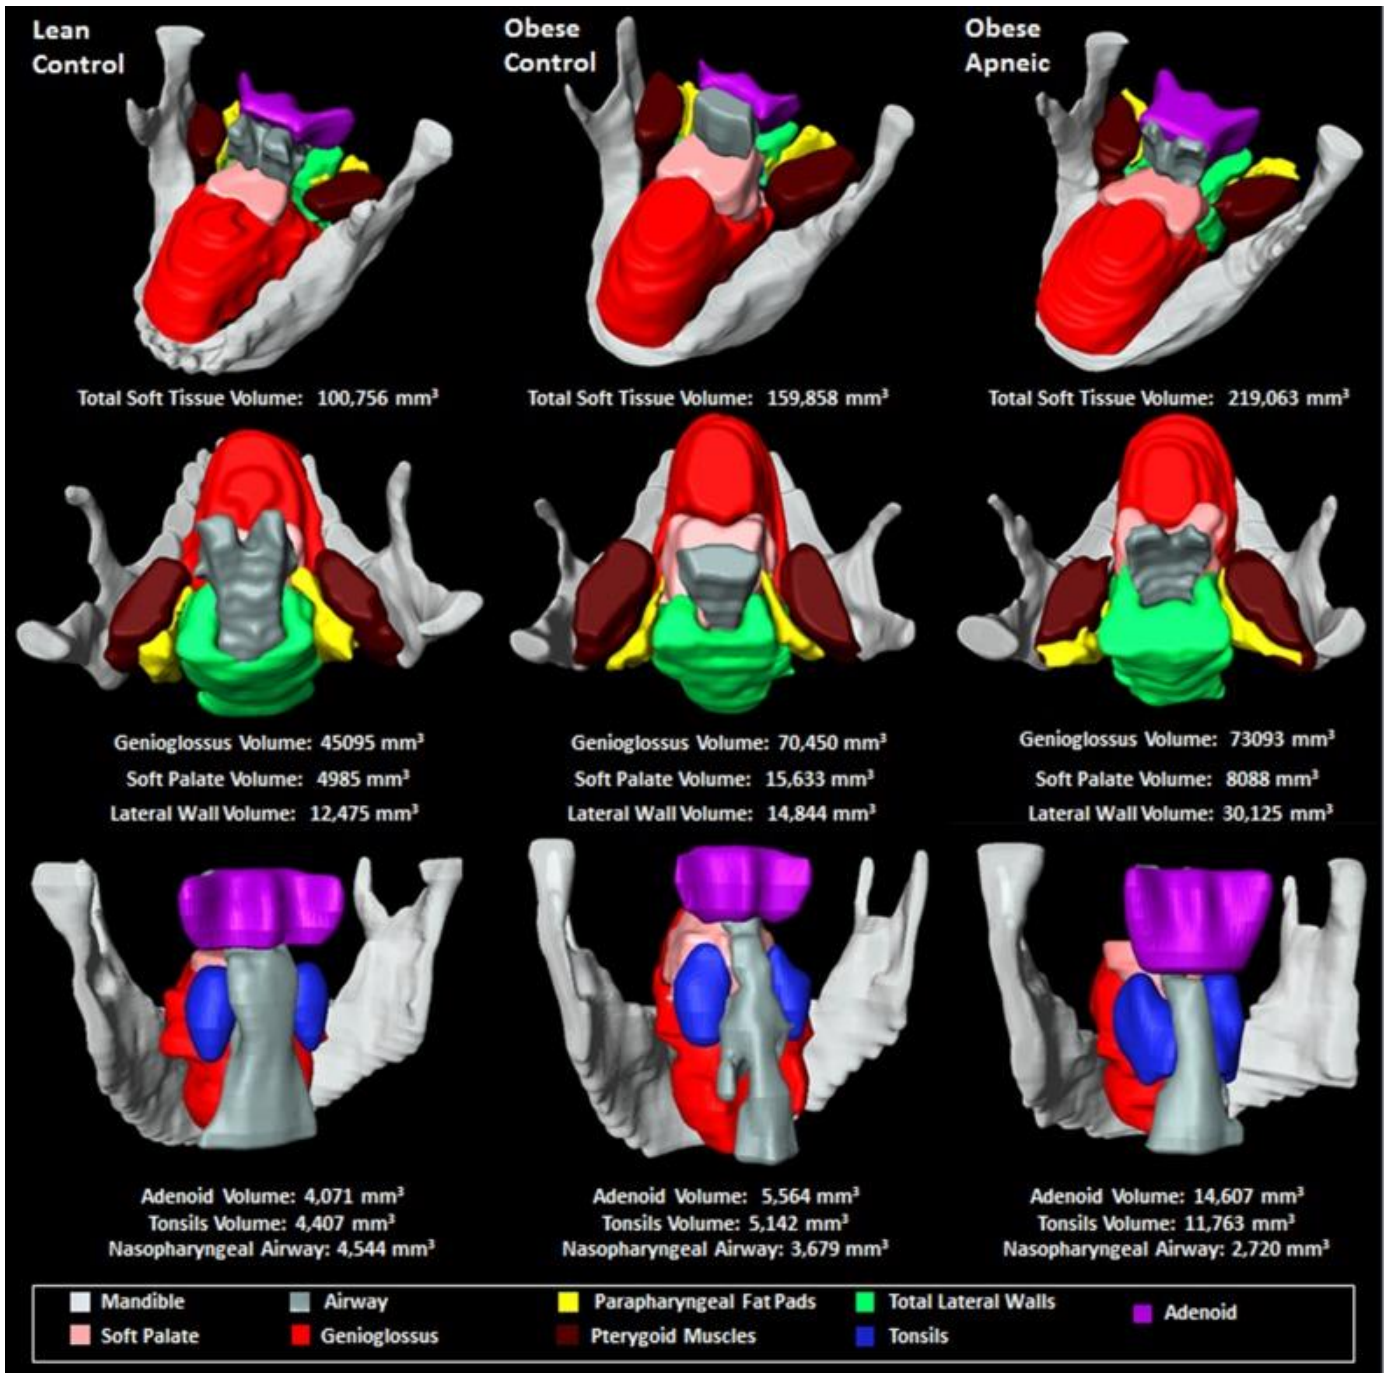 Lean
Control
Obese
Control
Obese
Apneic
Total Soft Tissue Volume: 100,756 mm³
Total Soft Tissue Volume: 159,858 mm³
Total Soft Tissue Volume: 219,063 mm³
Genioglossus Volume: 45095 mm³
Soft Palate Volume: 4985 mm³
Lateral Wall Volume: 12,475 mm³
Genioglossus Volume: 70,450 mm³
Soft Palate Volume: 15,633 mm³
Lateral Wall Volume: 14,844 mm³
Genioglossus Volume: 73093 mm³
Soft Palate Volume: 8088 mm³
Lateral Wall Volume: 30,125 mm³
Adenoid Volume: 4,071 mm³
Tonsils Volume: 4,407 mm³
Nasopharyngeal Airway: 4,544 mm³
Adenoid Volume: 5,564 mm³
Tonsils Volume: 5,142 mm³
Nasopharyngeal Airway: 3,679 mm³
Adenoid Volume: 14,607 mm³
Tonsils Volume: 11,763 mm³
Nasopharyngeal Airway: 2,720 mm³
Mandible
Airway
Parapharyngeal Fat Pads
Total Lateral Walls
Adenoid
Soft Palate
Genioglossus
Pterygoid Muscles
Tonsils